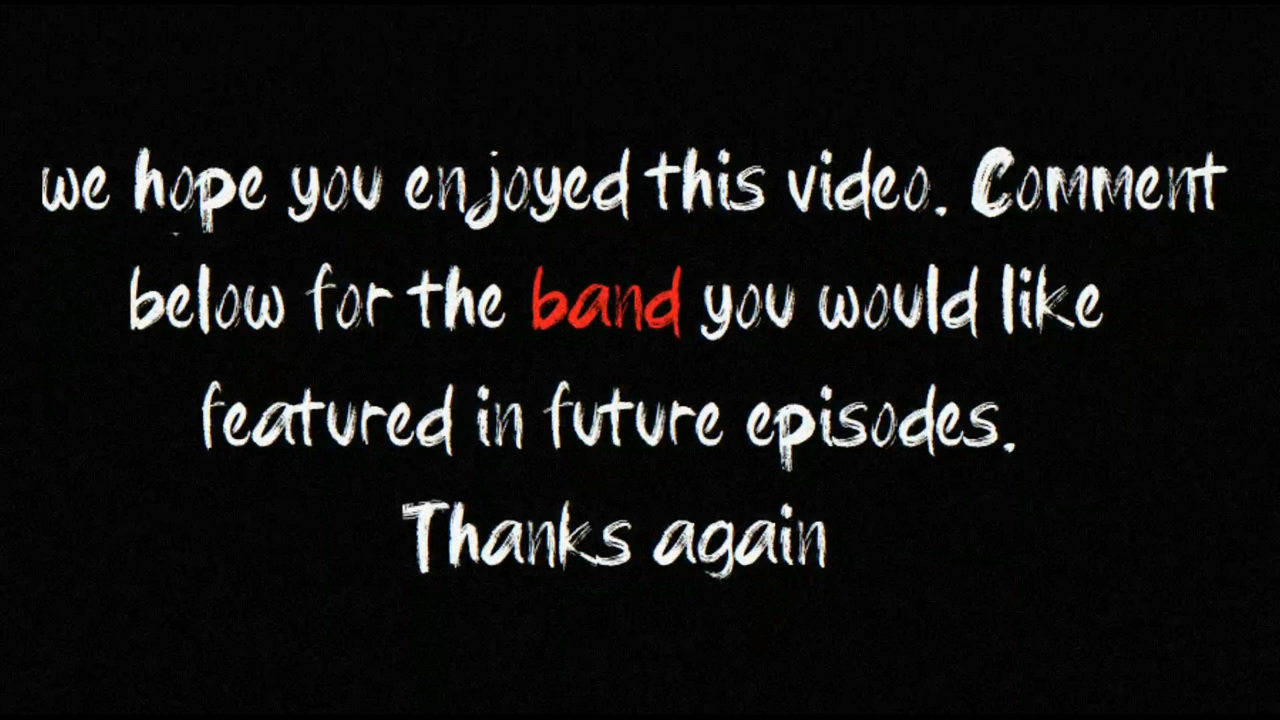 we hope you enjoyed this video. Comment
below for the band you would like
featured in future episodes.
Thanks again